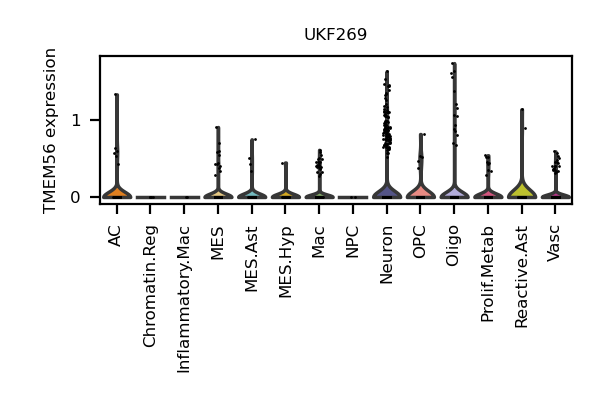 UKF269
TMEM56 expression
1
0
AC
Chromatin.Reg
Inflammatory.Mac
MES
MES.Ast
MES.Hyp
Mac
NPC
Neuron
OPC
Oligo
Prolif.Metab
Reactive.Ast
Vasc